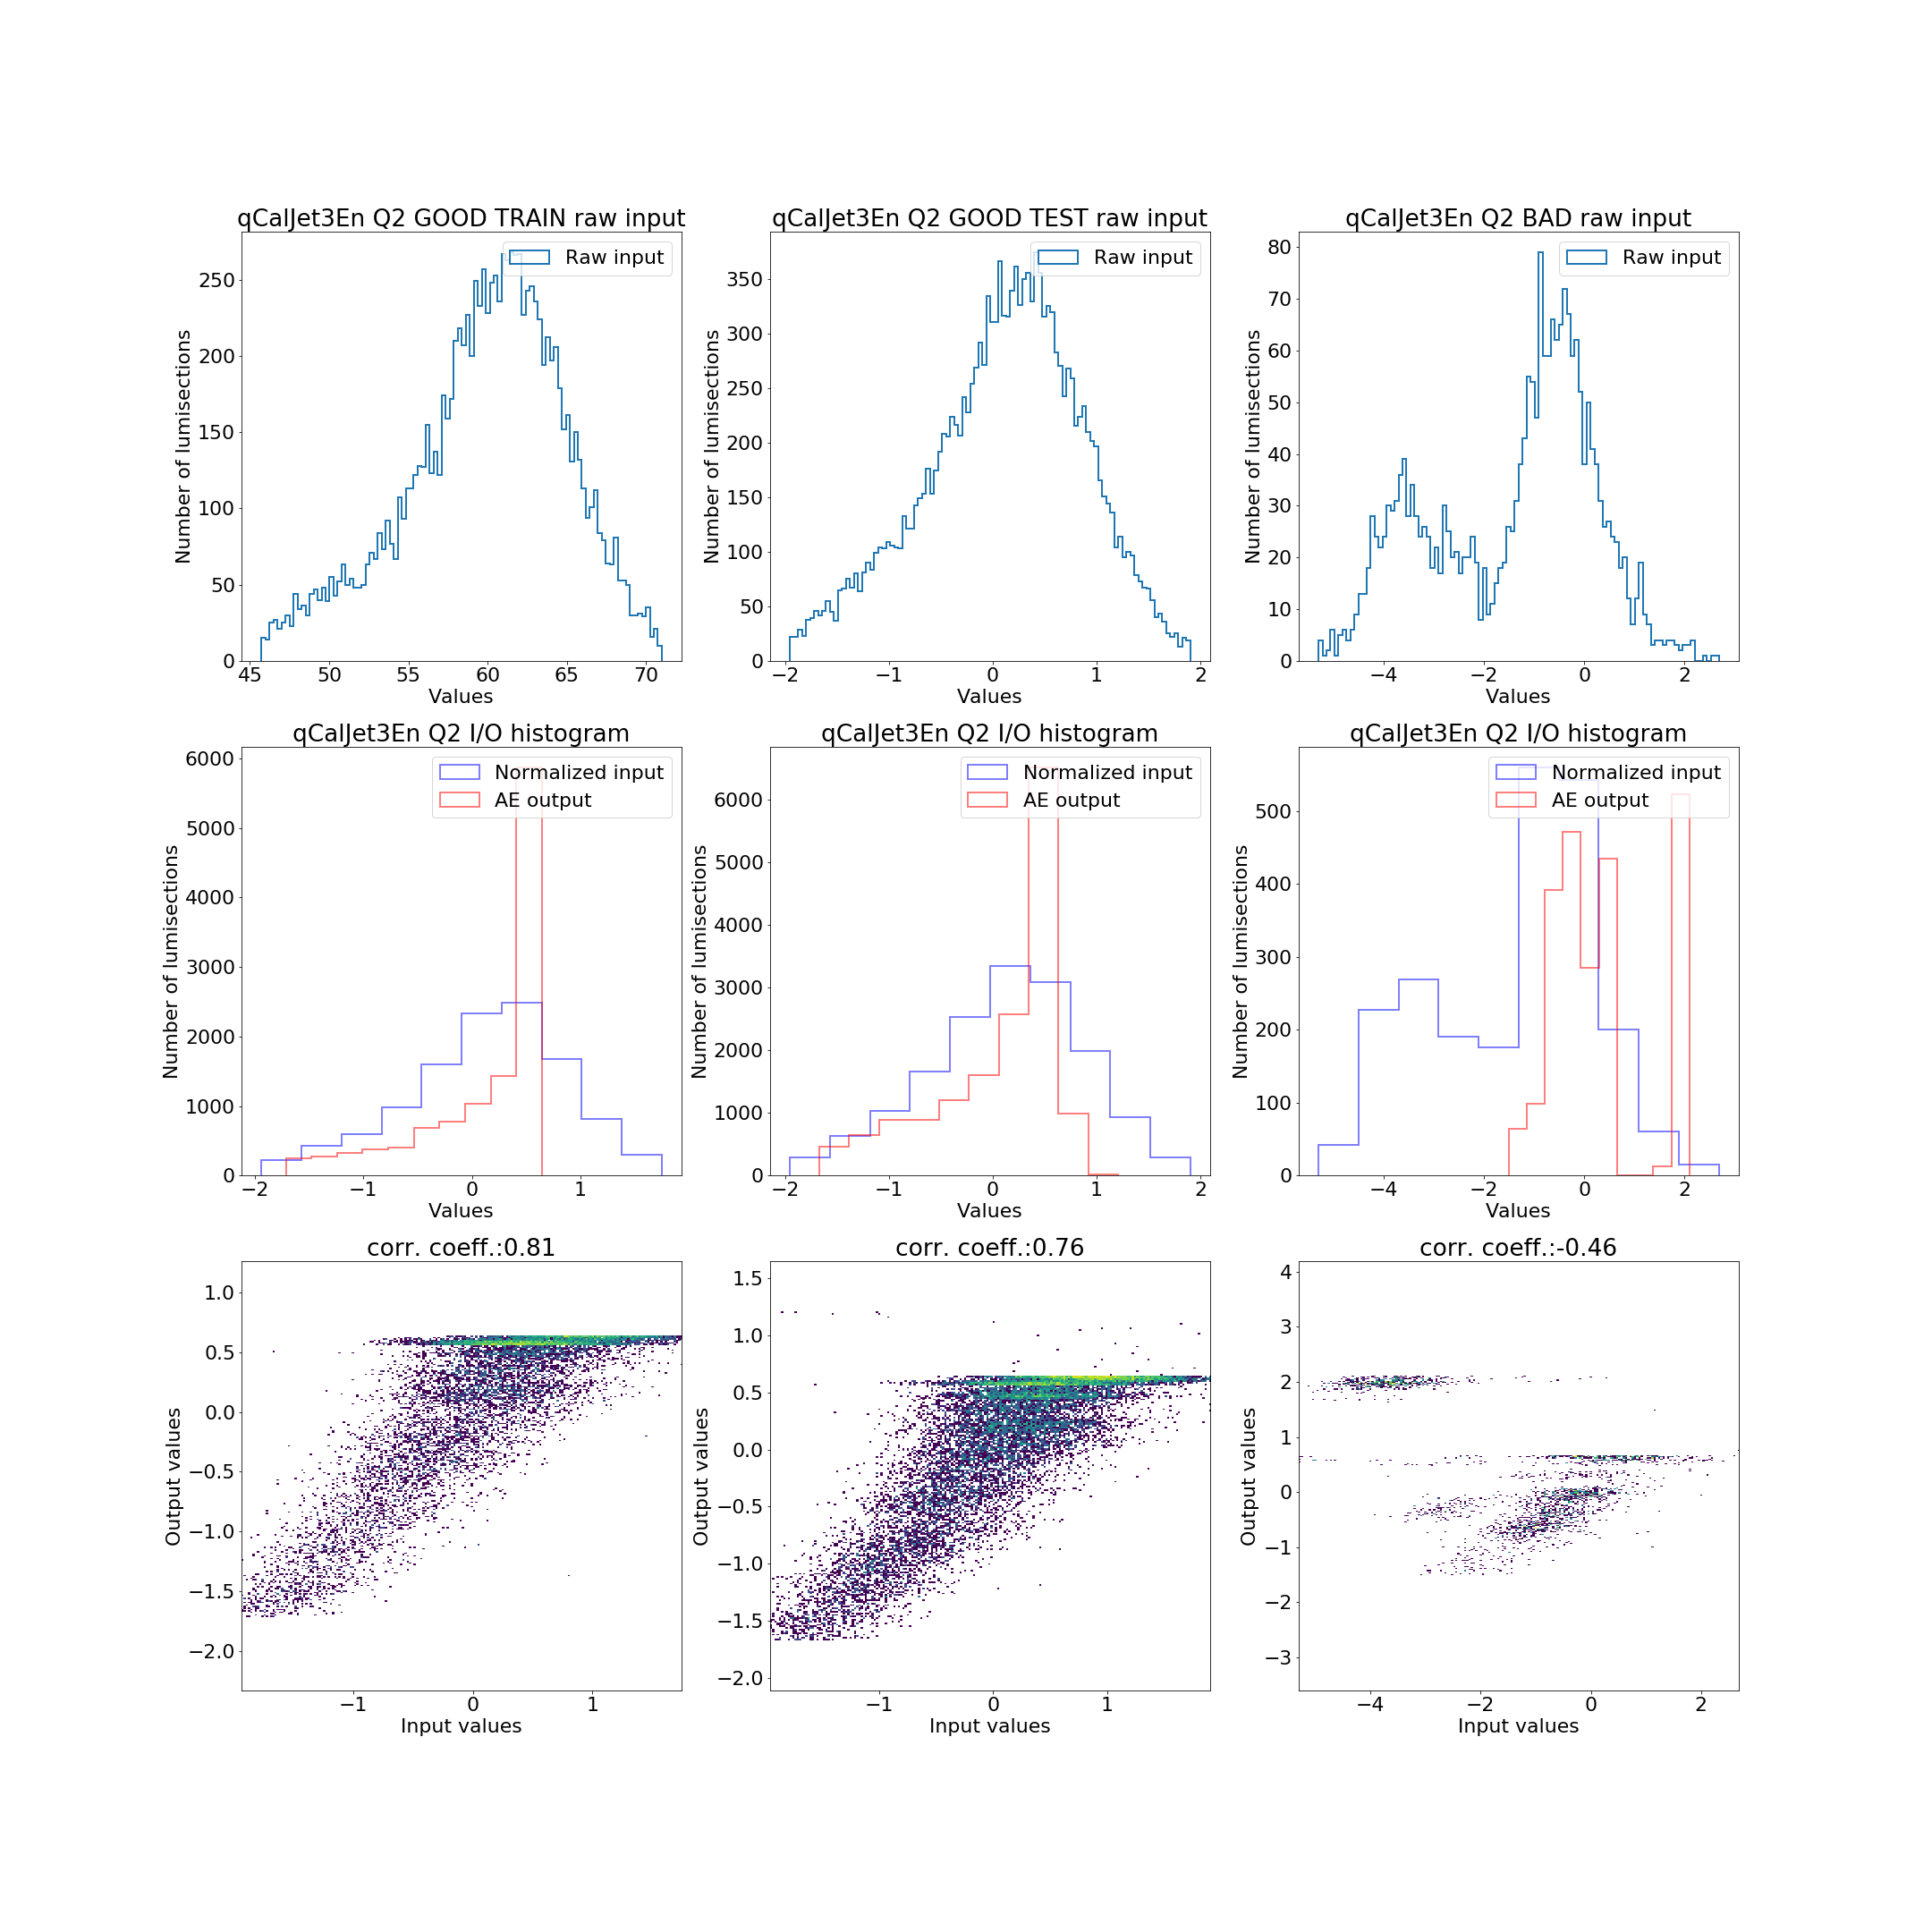 qCalJet3En Q2 GOOD TRAIN raw input
Raw input
Number of lumisections
0
50
100
150
200
250
45
50
55
60
65
70
Values
qCalJet3En Q2 GOOD TEST raw input
Raw input
Number of lumisections
0
50
100
150
200
250
300
350
−2
−1
0
1
2
Values
qCalJet3En Q2 BAD raw input
Raw input
Number of lumisections
0
10
20
30
40
50
60
70
80
−4
−2
0
2
Values
qCalJet3En Q2 I/O histogram
Normalized input
AE output
Number of lumisections
0
1000
2000
3000
4000
5000
6000
−2
−1
0
1
Values
qCalJet3En Q2 I/O histogram
Normalized input
AE output
Number of lumisections
0
1000
2000
3000
4000
5000
6000
−2
−1
0
1
2
Values
qCalJet3En Q2 I/O histogram
Normalized input
AE output
Number of lumisections
0
100
200
300
400
500
−4
−2
0
2
Values
corr. coeff.:0.81
Output values
1.0
0.5
0.0
−0.5
−1.0
−1.5
−2.0
−1
0
1
Input values
corr. coeff.:0.76
Output values
1.5
1.0
0.5
0.0
−0.5
−1.0
−1.5
−2.0
−1
0
1
Input values
corr. coeff.:-0.46
Output values
4
3
2
1
0
−1
−2
−3
−4
−2
0
2
Input values